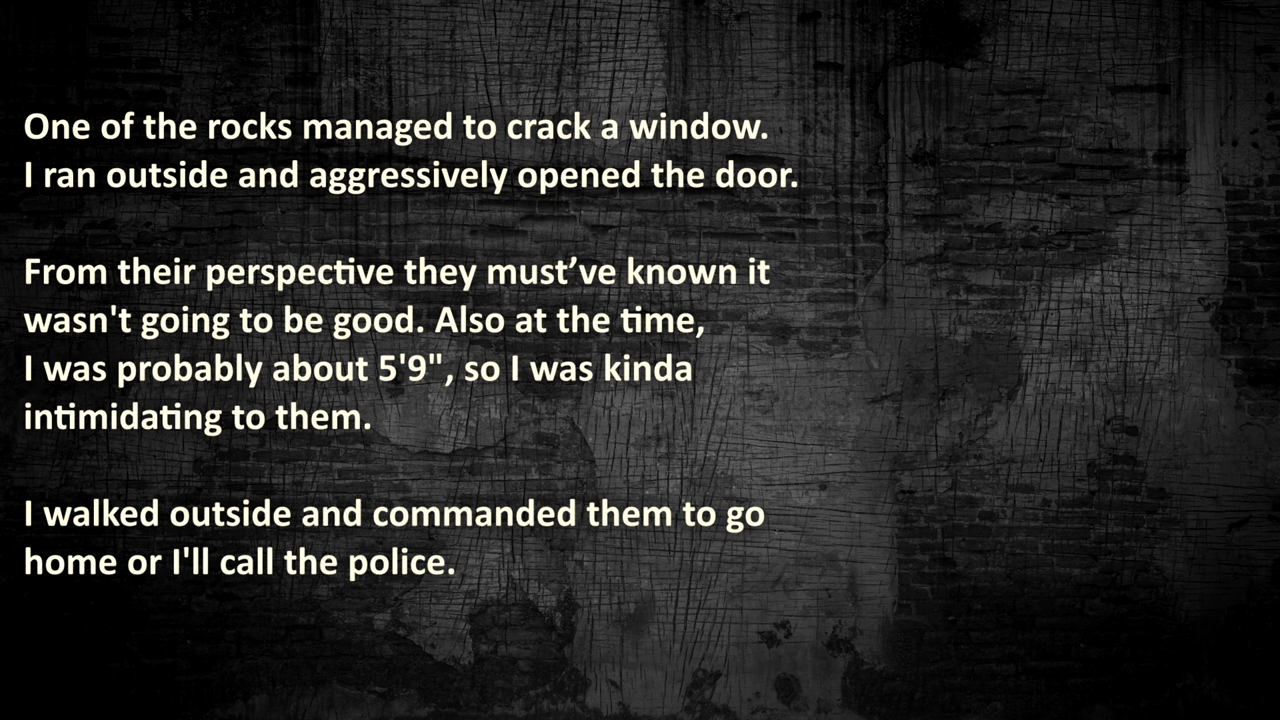 One of the rocks managed to crack a window.
I ran outside and aggressively opened the door.
From their perspective they must’ve known it
wasn't going to be good. Also at the time,
I was probably about 5'9", so I was kinda
intimidating to them.
I walked outside and commanded them to go
home or I'll call the police.